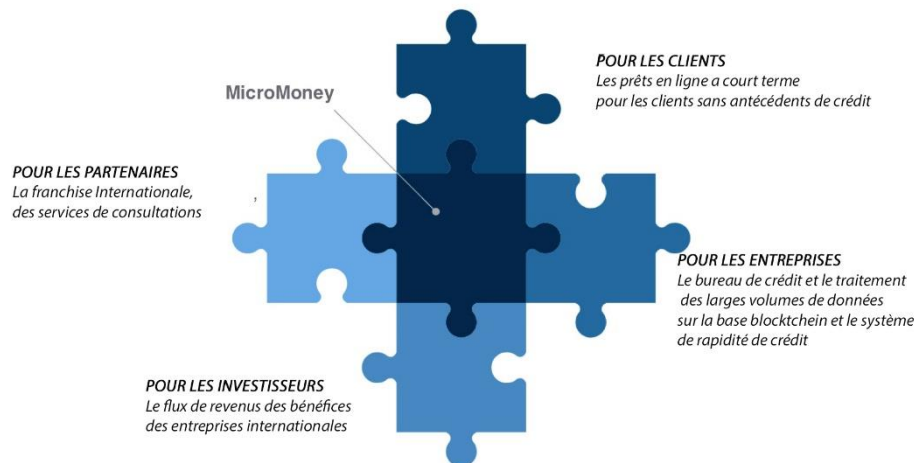 MicroMoney
POUR LES CLIENTS
Les prêts en ligne a court terme
pour les clients sans antécédents de crédit
POUR LES PARTENAIRES
La franchise Internationale,
des services de consultations ,
POUR LES ENTREPRISES
Le bureau de crédit et le traitement
des larges volumes de données
sur la base blocktchein et le système
de rapidité de crédit
POUR LES INVESTISSEURS
Le flux de revenus des bénéfices
des entreprises internationales